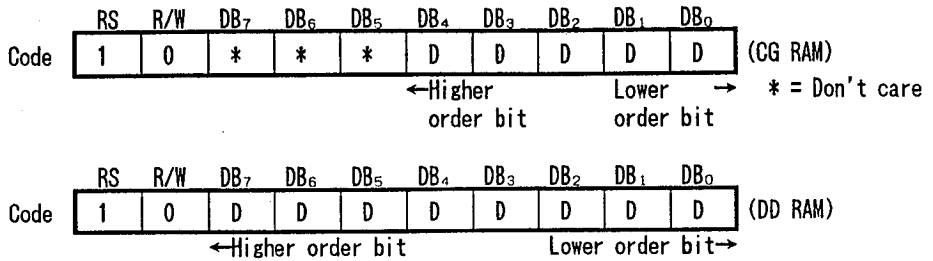 RS R/W DB₇ DB₆ DB₅ DB₄ DB₃ DB₂ DB₁ DB₀
Code 1 0 * * * D D D D D (CG RAM)
←Higher Lower → * = Don't care
order bit order bit
RS R/W DB₇ DB₆ DB₅ DB₄ DB₃ DB₂ DB₁ DB₀
Code 1 0 D D D D D D D D (DD RAM)
←Higher order bit Lower order bit→